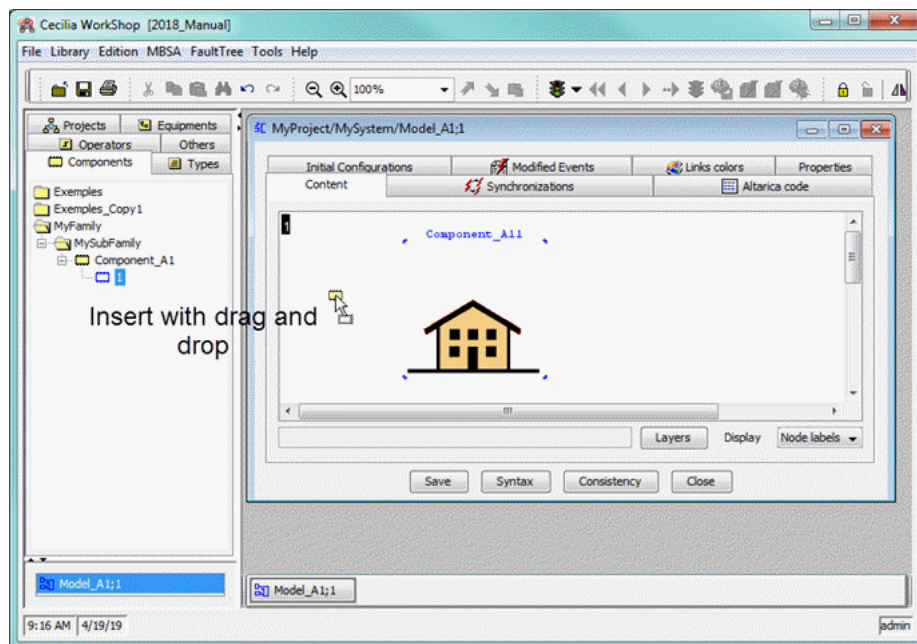 Cecilia WorkShop [2018_Manual]
File Library Edition MBSA FaultTree Tools Help
100%
Projects Equipments
Operators Others
Components Types
Exemples
Exemples_Copy1
MyFamily
MySubFamily
Component_A1
1
MyProject/MySystem/Model_A1;1
Initial Configurations Modified Events Links colors Properties
Content Synchronizations Altarica code
1
Component_A11
Insert with drag and
drop
Layers Display Node labels
Save Syntax Consistency Close
Model_A1;1
Model_A1;1
9:16 AM 4/19/19 admin